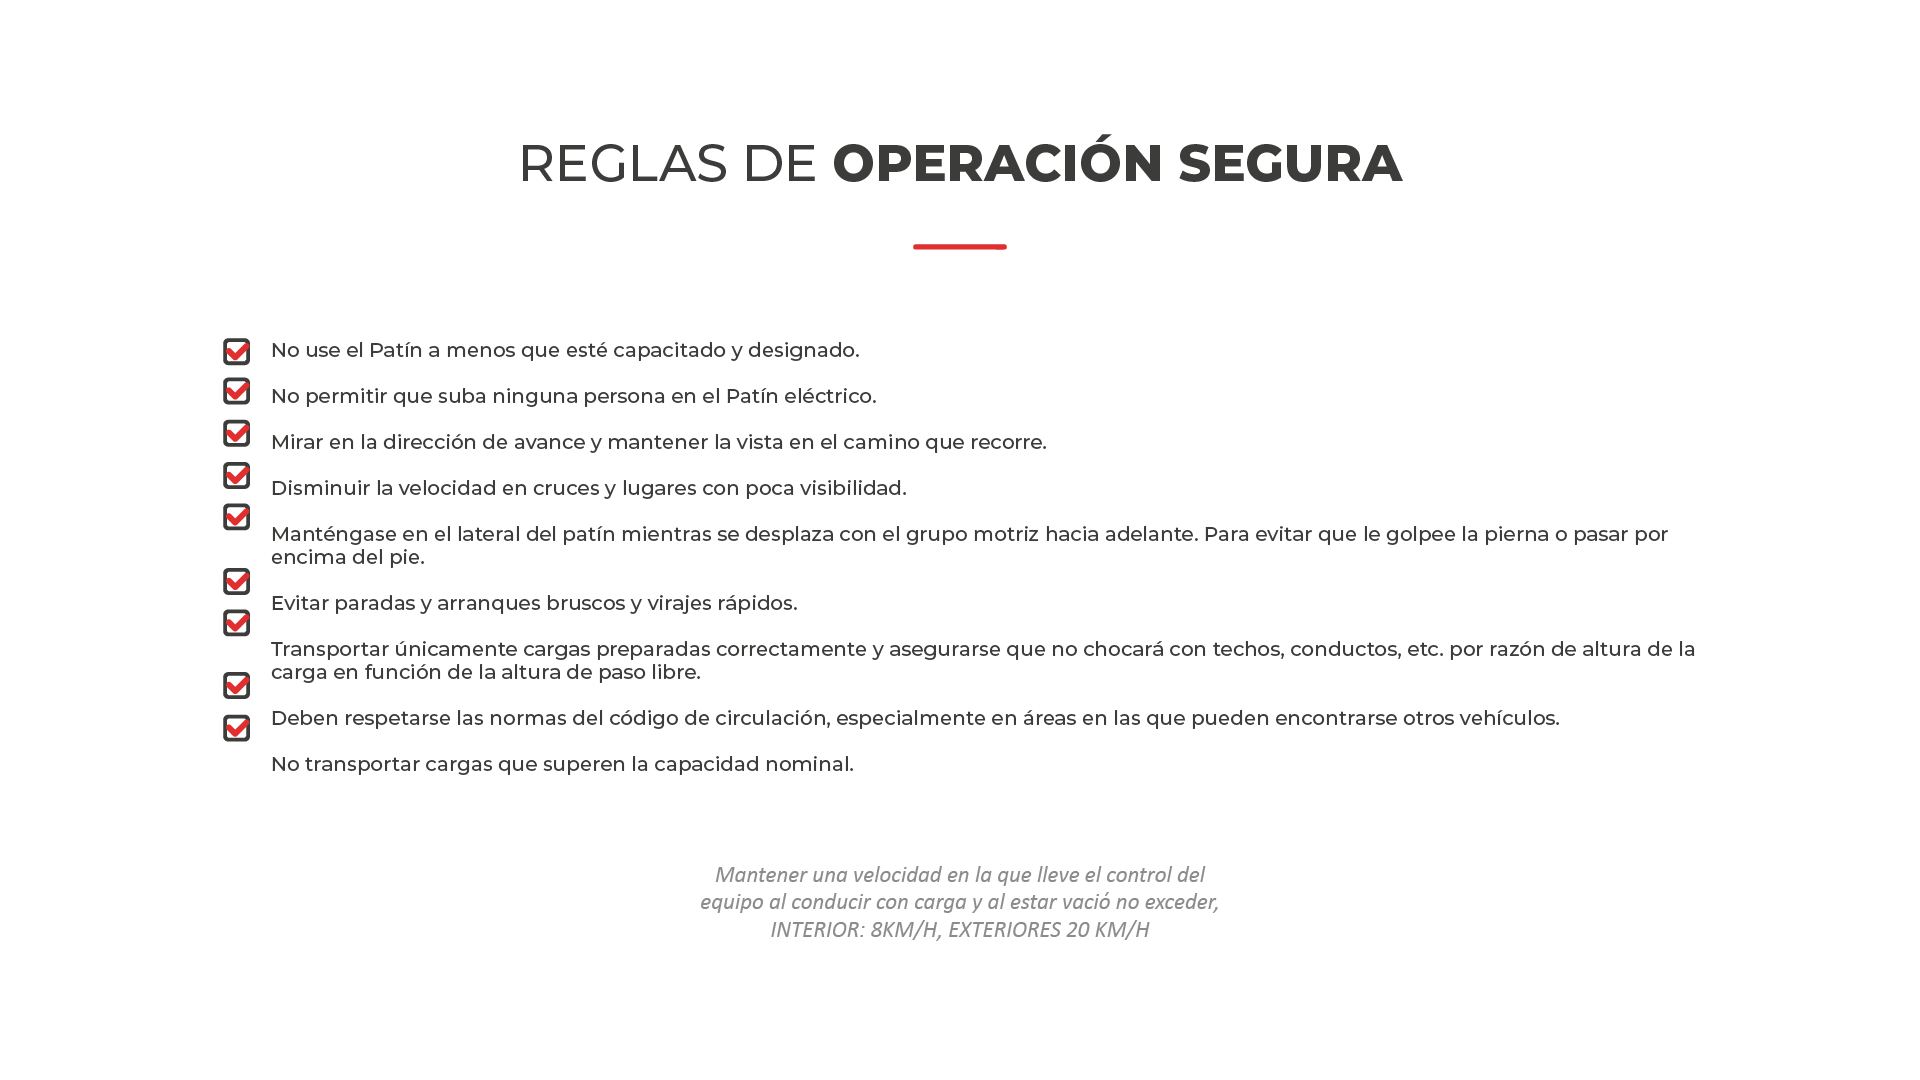 REGLAS DE OPERACIÓN SEGURA
No use el Patín a menos que esté capacitado y designado.
No permitir que suba ninguna persona en el Patín eléctrico.
Mirar en la dirección de avance y mantener la vista en el camino que recorre.
Disminuir la velocidad en cruces y lugares con poca visibilidad.
Manténgase en el lateral del patín mientras se desplaza con el grupo motriz hacia adelante. Para evitar que le golpee la pierna o pasar por
encima del pie.
Evitar paradas y arranques bruscos y virajes rápidos.
Transportar únicamente cargas preparadas correctamente y asegurarse que no chocará con techos, conductos, etc. por razón de altura de la
carga en función de la altura de paso libre.
Deben respetarse las normas del código de circulación, especialmente en áreas en las que pueden encontrarse otros vehículos.
No transportar cargas que superen la capacidad nominal.
Mantener una velocidad en la que lleve el control del
equipo al conducir con carga y al estar vació no exceder,
INTERIOR: 8KM/H, EXTERIORES 20 KM/H